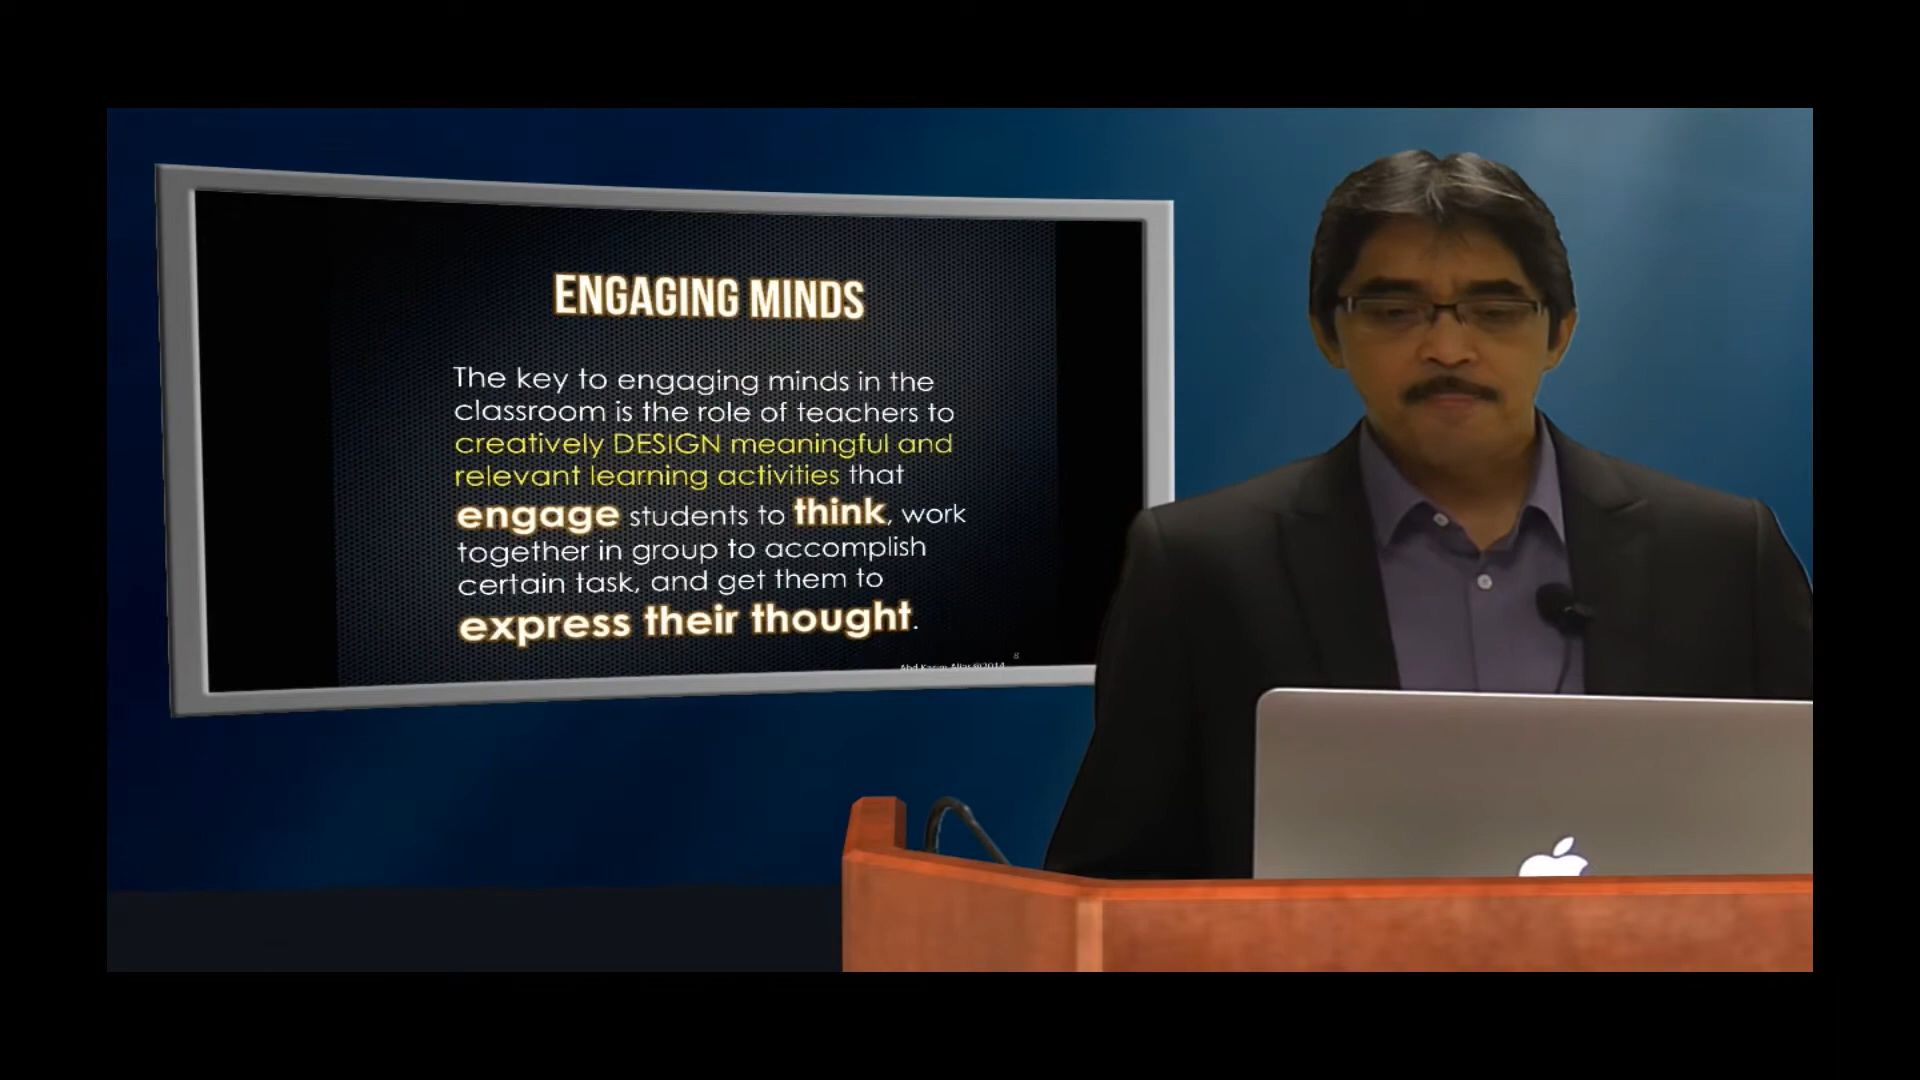 ENGAGING MINDS
The key to engaging minds in the
classroom is the role of teachers to
creatively DESIGN meaningful and
relevant learning activities that
engage students to think, work
together in group to accomplish
certain task, and get them to
express their thought.
8